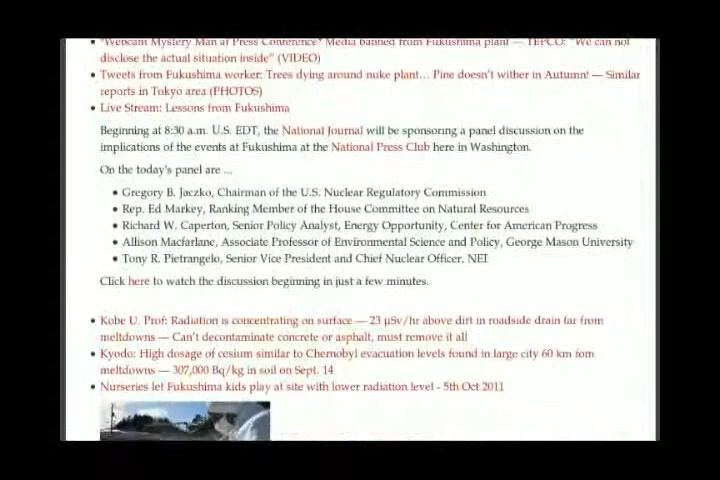 "Webcam Mystery Man at Press Conference" Media banned from Fukushima plant — TEPCO: "We can not
disclose the actual situation inside" (VIDEO)
Tweets from Fukushima worker: Trees dying around nuke plant... Pine doesn't wither in Autumn! — Similar
reports in Tokyo area (PHOTOS)
Live Stream: Lessons from Fukushima
Beginning at 8:30 a.m. U.S. EDT, the National Journal will be sponsoring a panel discussion on the
implications of the events at Fukushima at the National Press Club here in Washington.
On the today's panel are ...
Gregory B. Jaczko, Chairman of the U.S. Nuclear Regulatory Commission
Rep. Ed Markey, Ranking Member of the House Committee on Natural Resources
Richard W. Caperton, Senior Policy Analyst, Energy Opportunity, Center for American Progress
Allison Macfarlane, Associate Professor of Environmental Science and Policy, George Mason University
Tony R. Pietrangelo, Senior Vice President and Chief Nuclear Officer, NEI
Click here to watch the discussion beginning in just a few minutes.
Kobe U. Prof: Radiation is concentrating on surface — 23 µSv/hr above dirt in roadside drain far from
meltdowns — Can't decontaminate concrete or asphalt, must remove it all
Kyodo: High dosage of cesium similar to Chernobyl evacuation levels found in large city 60 km fom
meltdowns — 307,000 Bq/kg in soil on Sept. 14
Nurseries let Fukushima kids play at site with lower radiation level - 5th Oct 2011